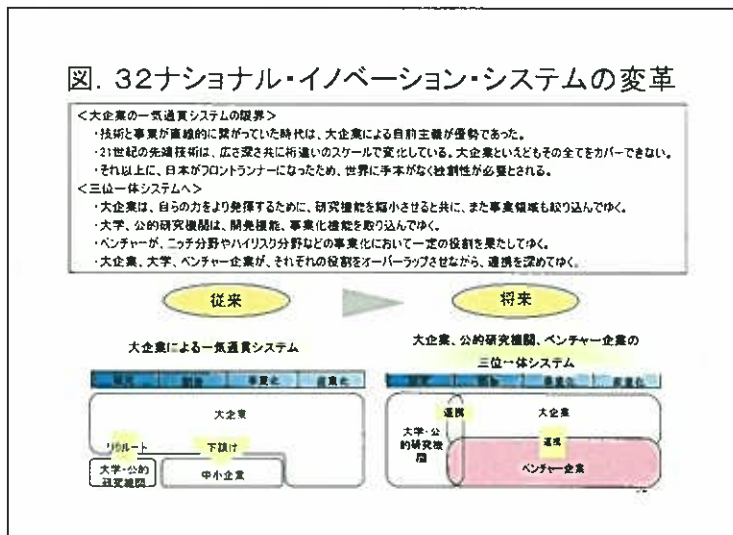 図. 32ナショナル・イノベーション・システムの変革
＜大企業の一気通貫システムの限界＞
・技術と事業が直線的に繋がっていた時代は、大企業による自前主義が優勢であった。
・21世紀の先端技術は、広さ深さ共に桁違いのスケールで変化している。大企業といえどもその全てをカバーできない。
・それ以上に、日本がフロントランナーになったため、世界に手本がなく独創性が必要とされる。
＜三位一体システムへ＞
・大企業は、自らの力をより発揮するために、研究機能を縮小させると共に、また事業領域も絞り込んでゆく。
・大学、公的研究機関は、開発機能、事業化機能を取り込んでゆく。
・ベンチャーが、ニッチ分野やハイリスク分野などの事業化において一定の役割を果たしてゆく。
・大企業、大学、ベンチャー企業が、それぞれの役割をオーバーラップさせながら、連携を深めてゆく。
従来
将来
大企業による一気通貫システム
大企業、公的研究機関、ベンチャー企業の
三位一体システム
研究 開発 事業化 産業化
研究 開発 事業化 産業化
大企業
リクルート
下請け
大学・公的
研究機関
中小企業
連携
大企業
大学・公
的研究機
関
連携
ベンチャー企業